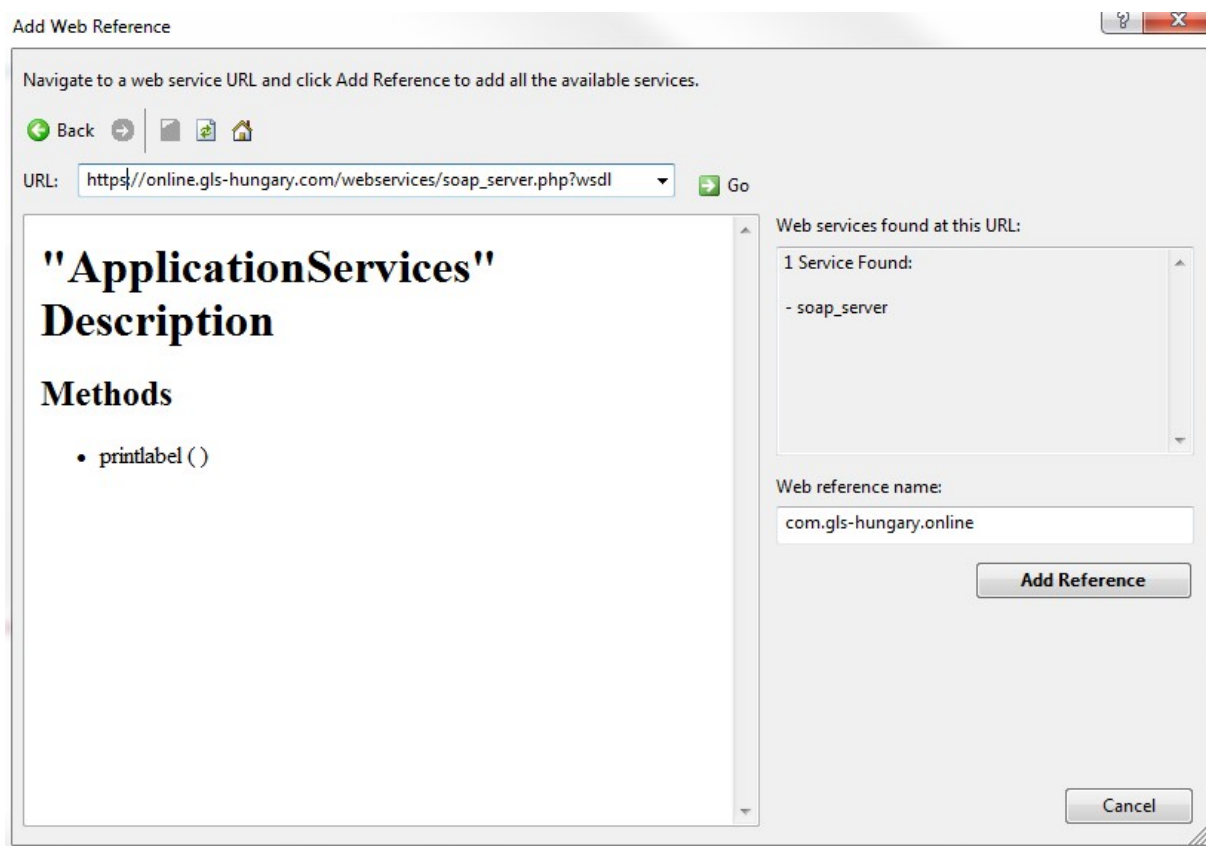 Add Web Reference
Navigate to a web service URL and click Add Reference to add all the available services.
Back
URL: https://online.gls-hungary.com/webservices/soap_server.php?wsdl Go
"ApplicationServices"
Description
Methods
• printlabel ( )
Web services found at this URL:
1 Service Found:
- soap_server
Web reference name:
com.gls-hungary.online
Add Reference
Cancel